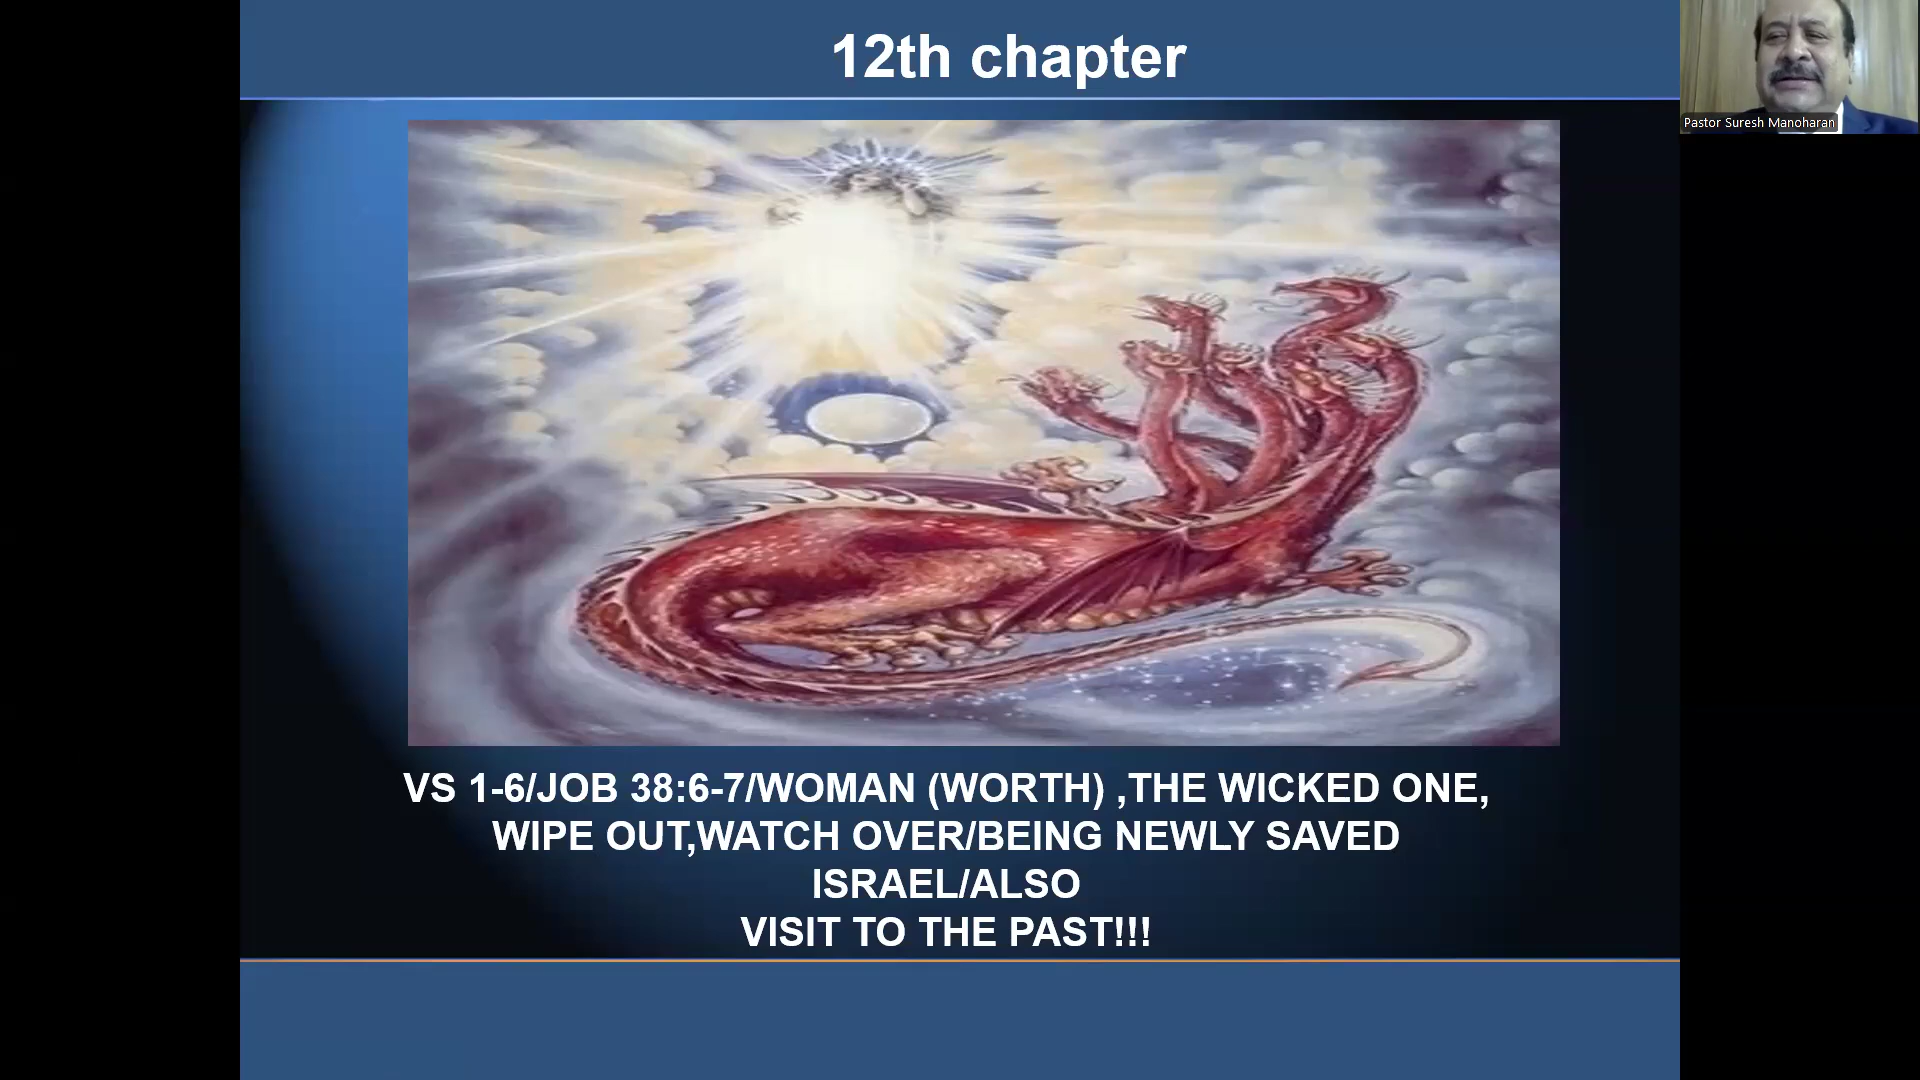 12th chapter
Pastor Suresh Manoharan
VS 1-6/JOB 38:6-7/WOMAN (WORTH) ,THE WICKED ONE,
WIPE OUT,WATCH OVER/BEING NEWLY SAVED
ISRAEL/ALSO
VISIT TO THE PAST!!!